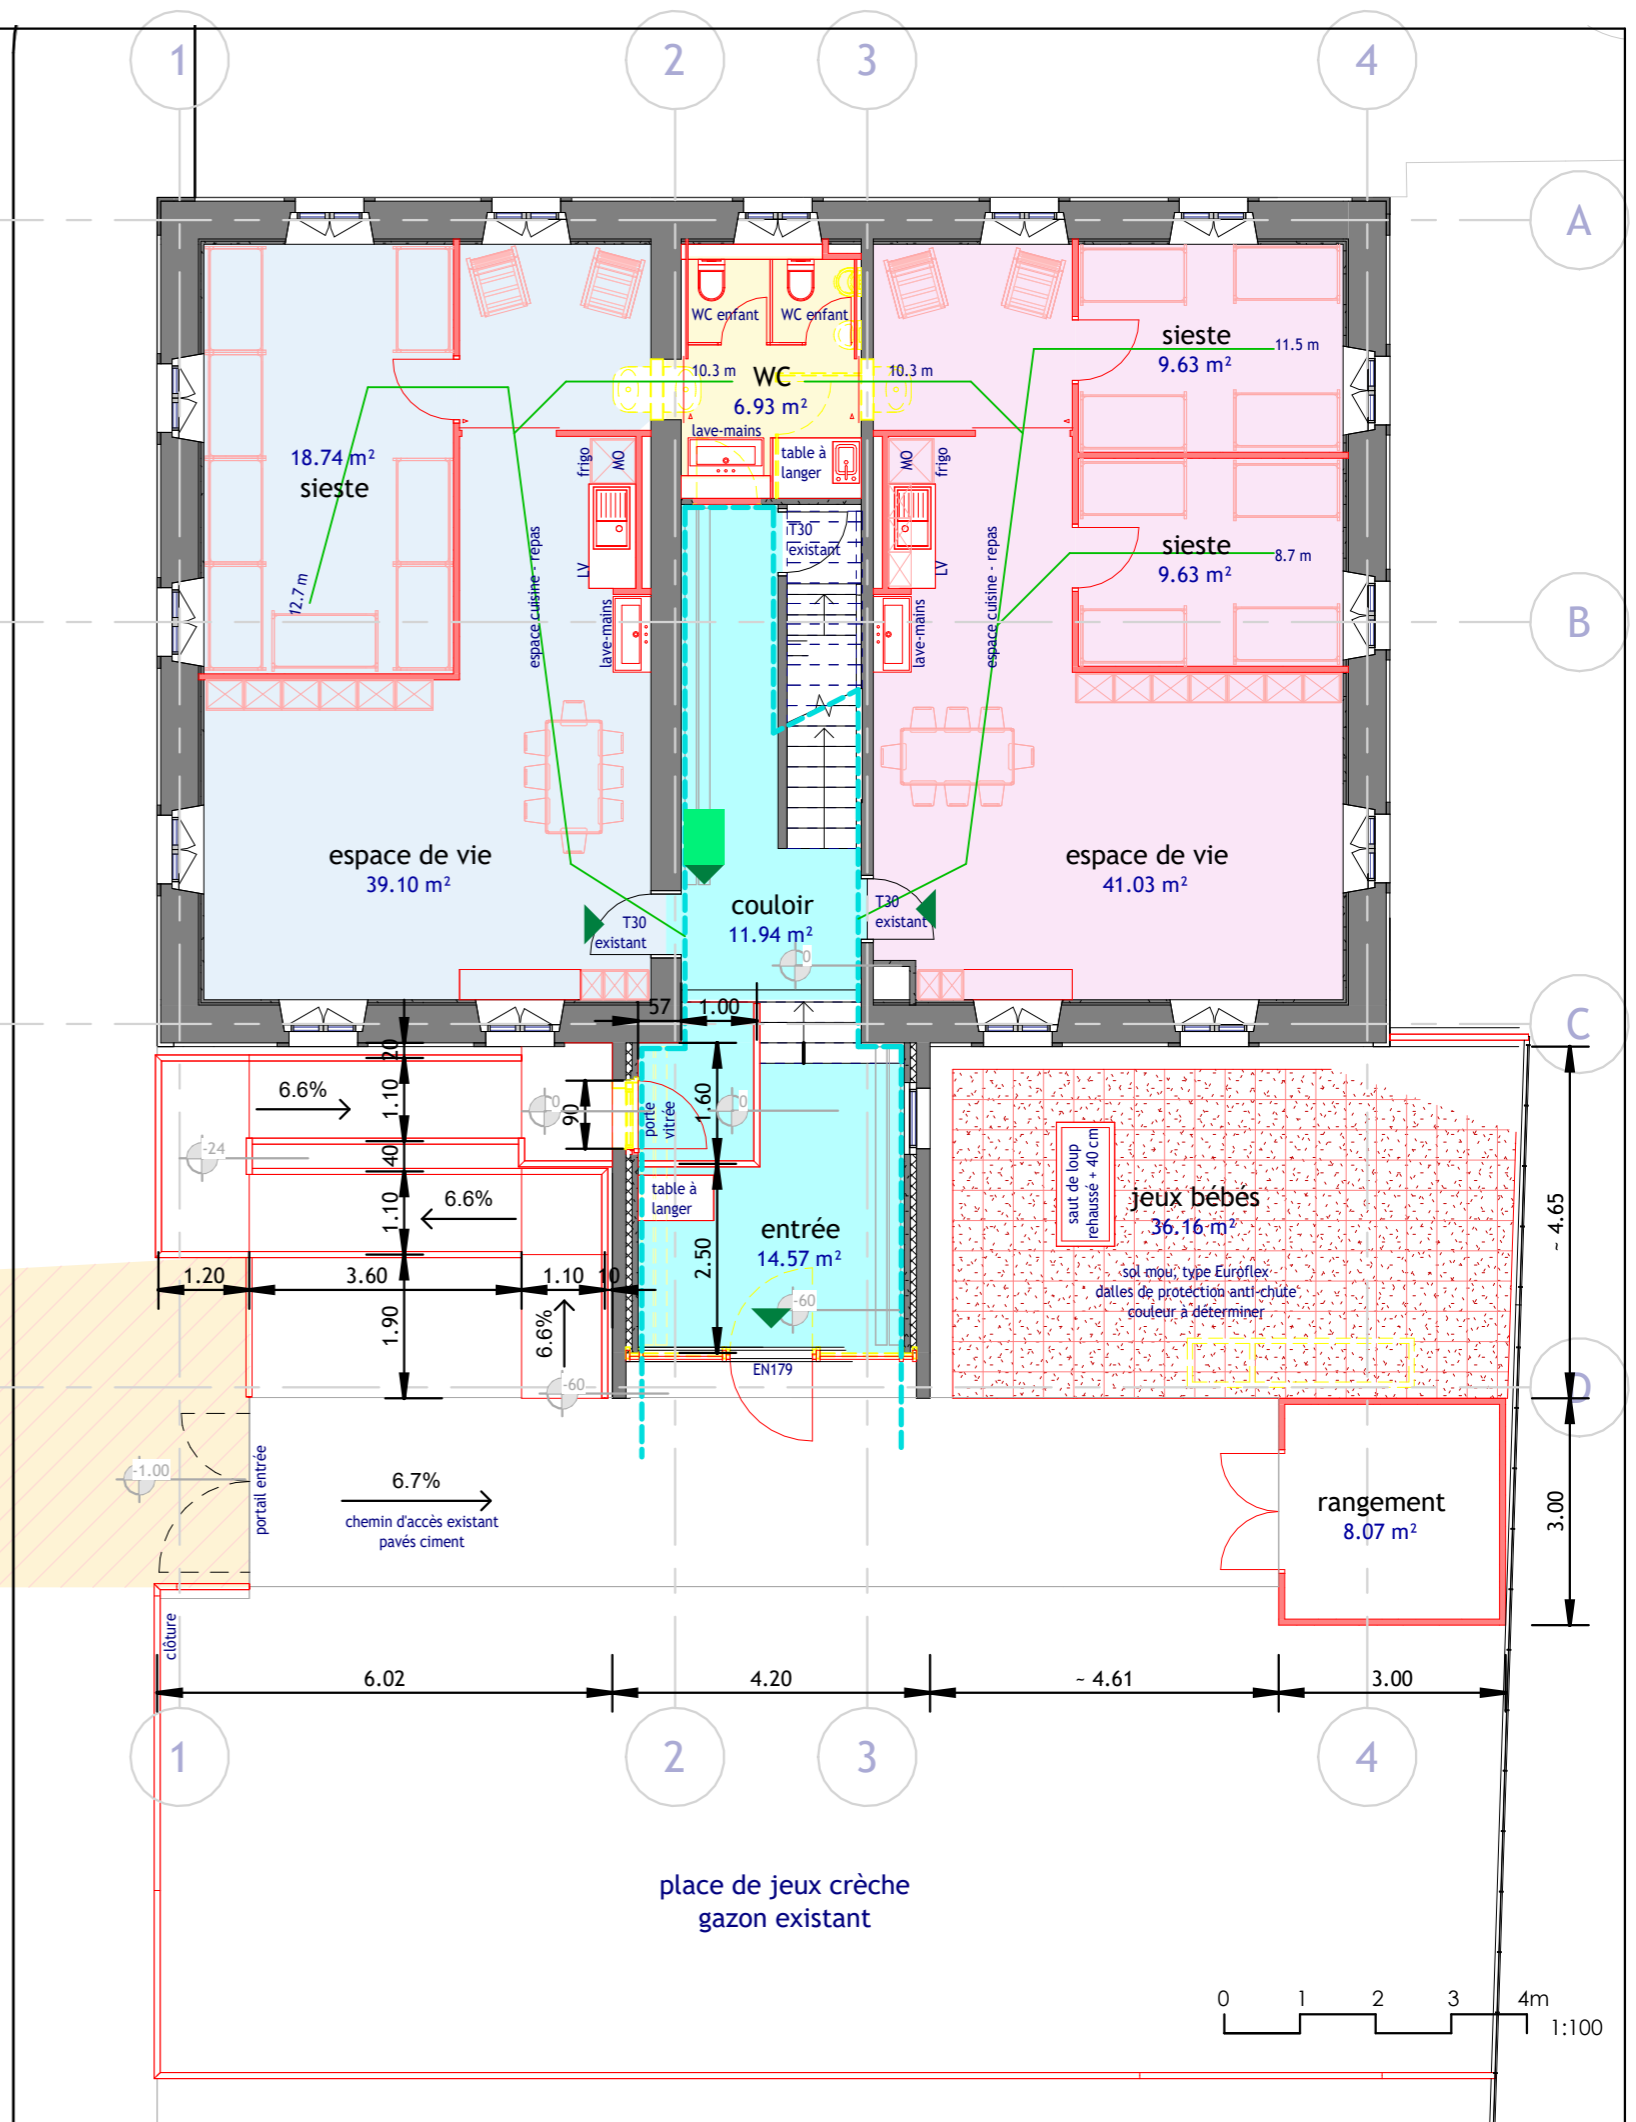 1
2
3
4
A
WC enfant
WC enfant
sieste
9.63 m²
11.5 m
10.3 m
WC
6.93 m²
10.3 m
lave-mains
table à
langer
18.74 m²
sieste
frigo
MO
MO
frigo
T30
existant
espace cuisine - repas
espace cuisine - repas
sieste
9.63 m²
8.7 m
LV
LV
12.7 m
lave-mains
lave-mains
B
espace de vie
39.10 m²
espace de vie
41.03 m²
couloir
11.94 m²
T30
existant
T30
existant
0
57
1.00
C
20
6.6%
1.10
90
0
porte
vitrée
1.60
0
-24
40
6.6%
1.10
table à
langer
entrée
14.57 m²
2.50
saut de loup
rehaussé + 40 cm
jeux bébés
36.16 m²
sol mou, type Euroflex
dalles de protection anti-chute
couleur à déterminer
~ 4.65
1.20
3.60
1.10
10
1.90
6.6%
-60
-60
EN179
D
-1.00
portail entrée
6.7%
chemin d'accès existant
pavés ciment
rangement
8.07 m²
3.00
clôture
6.02
4.20
~ 4.61
3.00
1
2
3
4
place de jeux crèche
gazon existant
0
1
2
3
4m
1:100